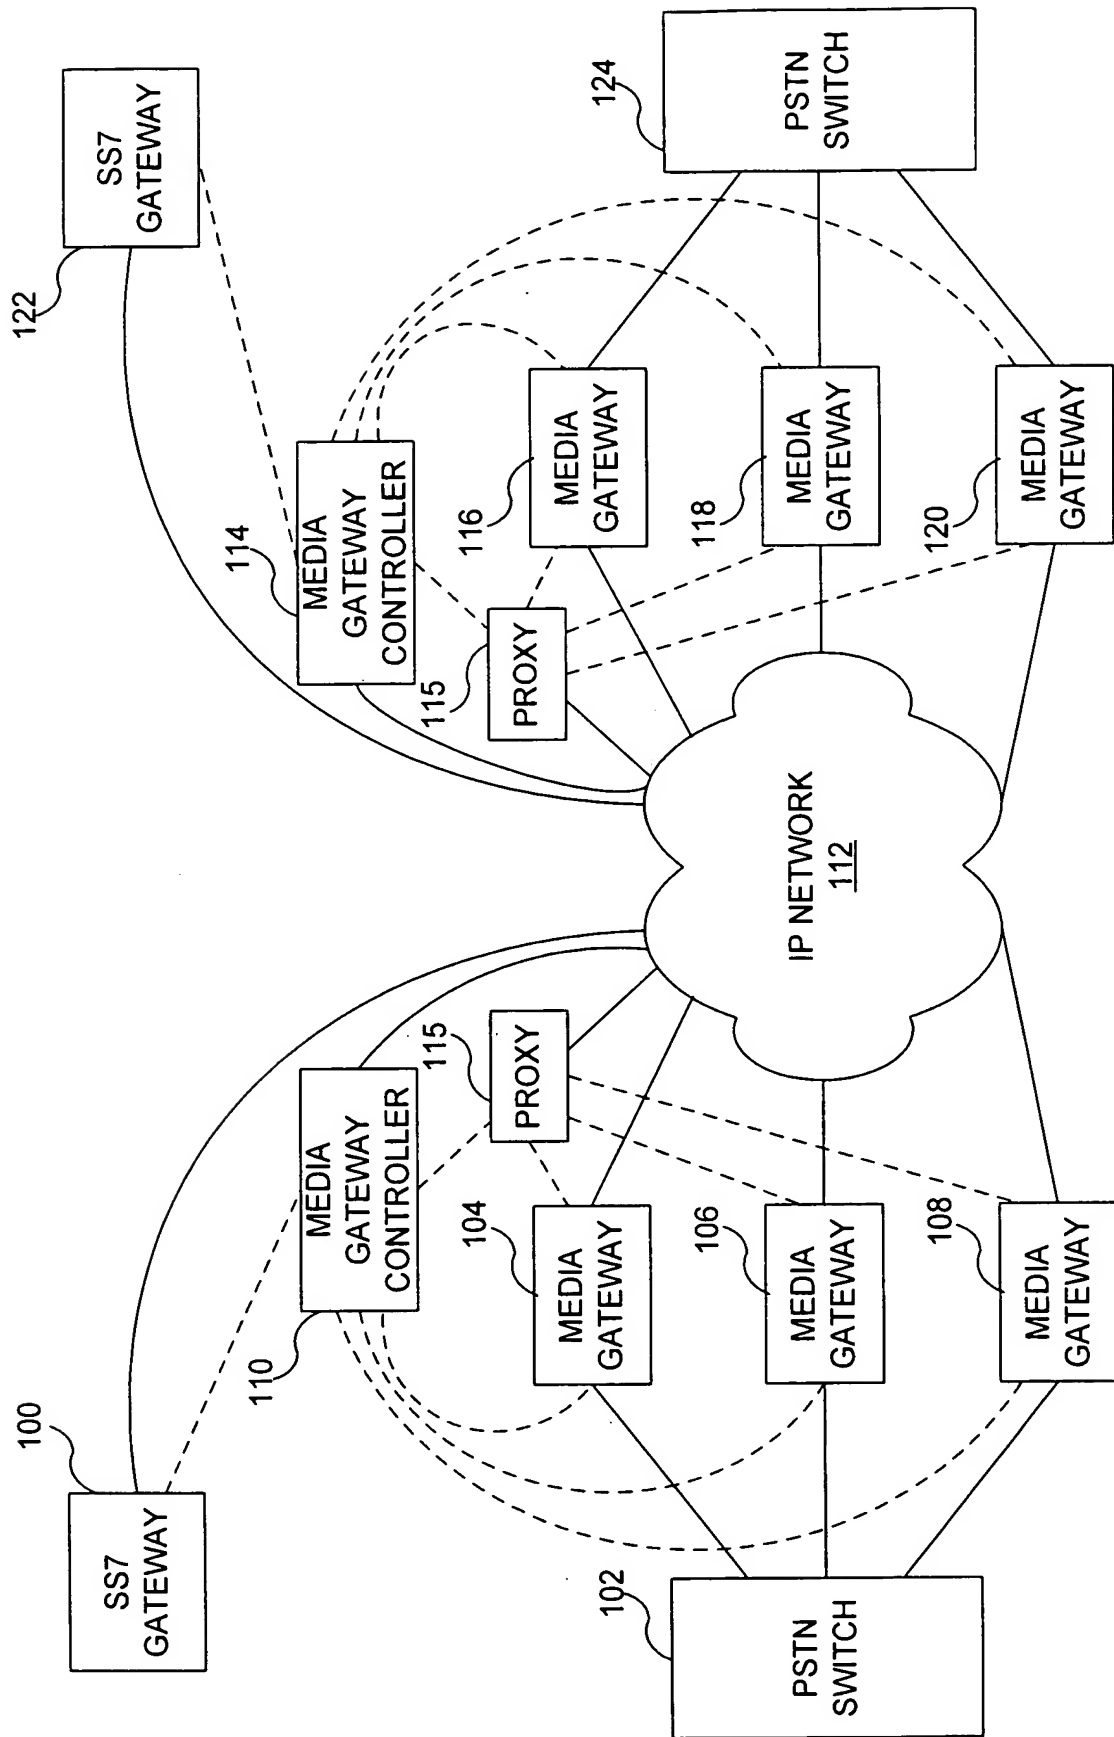 100
SS7
GATEWAY
122
SS7
GATEWAY
110
MEDIA
GATEWAY
CONTROLLER
114
MEDIA
GATEWAY
CONTROLLER
115
PROXY
115
PROXY
102
PSTN
SWITCH
104
MEDIA
GATEWAY
116
MEDIA
GATEWAY
124
PSTN
SWITCH
106
MEDIA
GATEWAY
IP NETWORK
112
118
MEDIA
GATEWAY
108
MEDIA
GATEWAY
120
MEDIA
GATEWAY